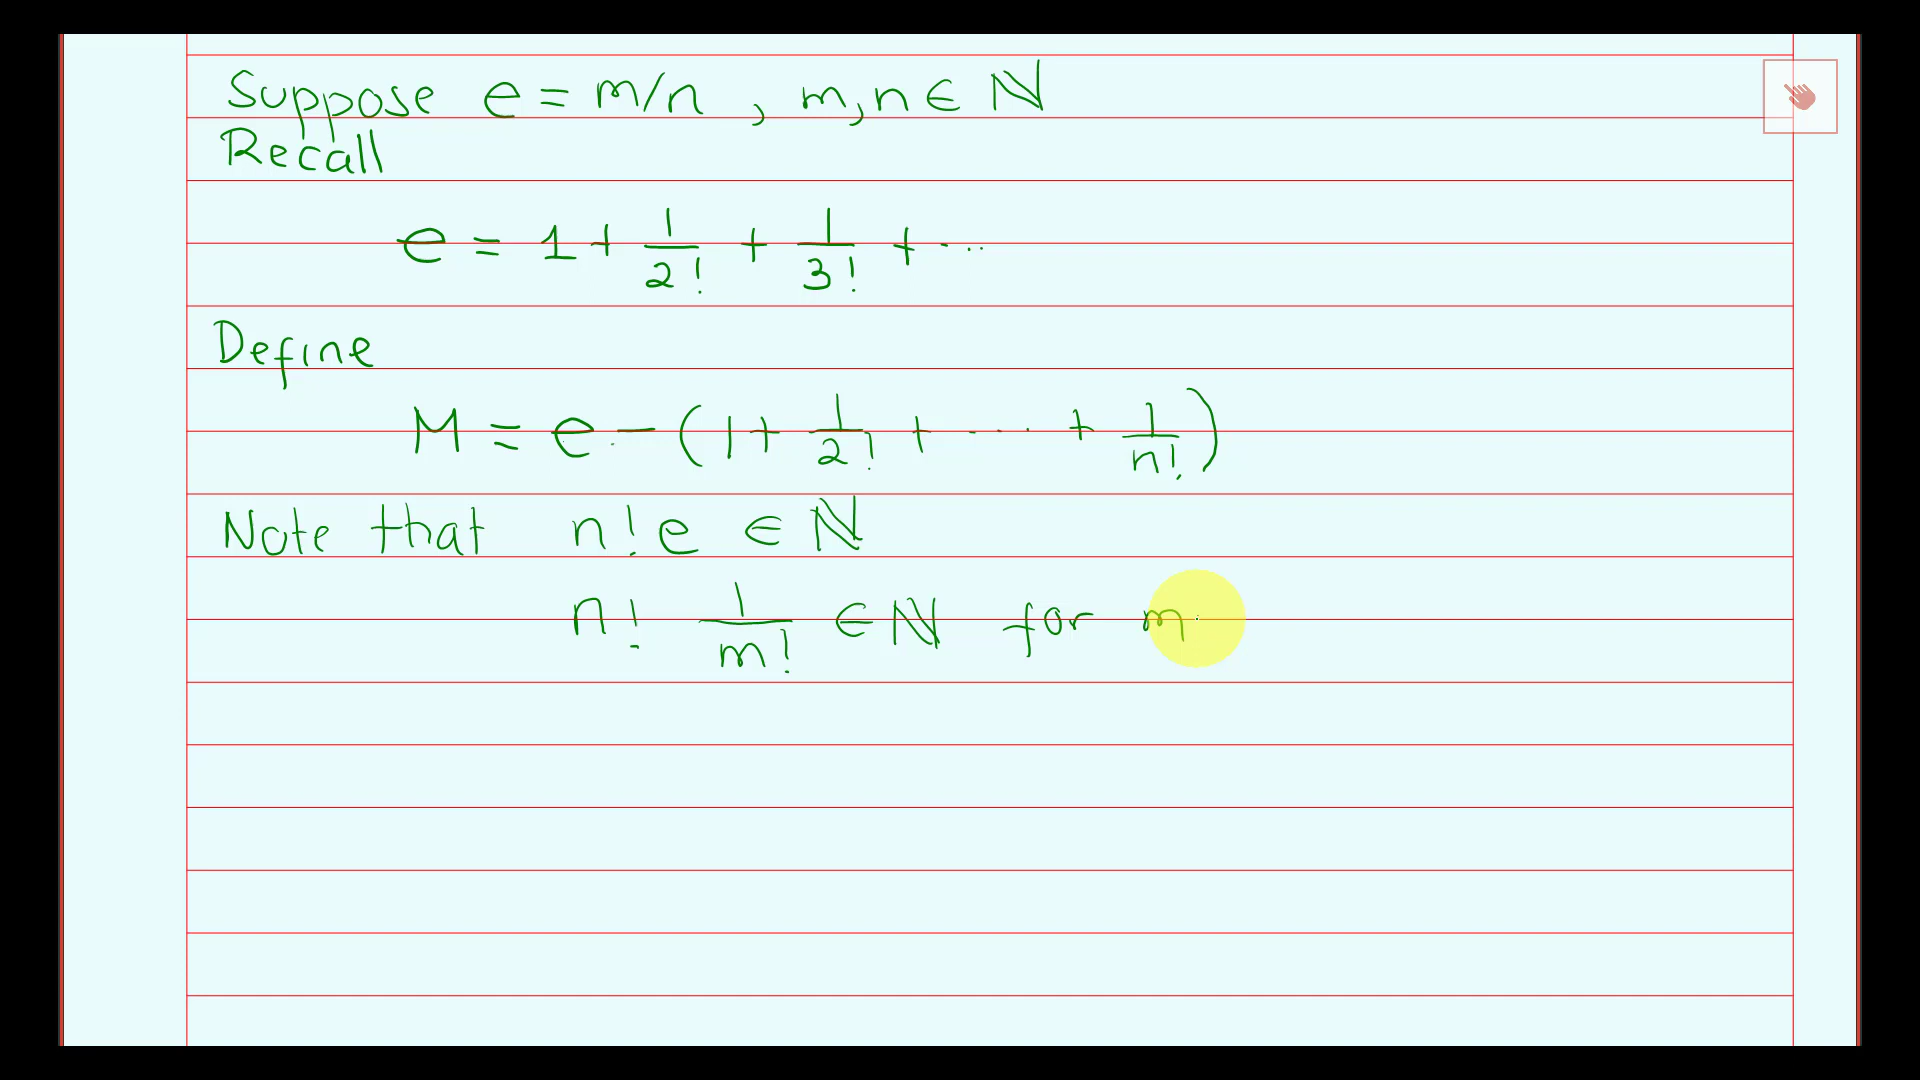 Suppose e = m/n , m,n ∈ ℕ
Recall
e = 1 + 1/2! + 1/3! + ...
Define
M = e - (1 + 1/2! + ... + 1/n!)
Note that n!e ∈ ℕ
n! 1/m! ∈ ℕ for m